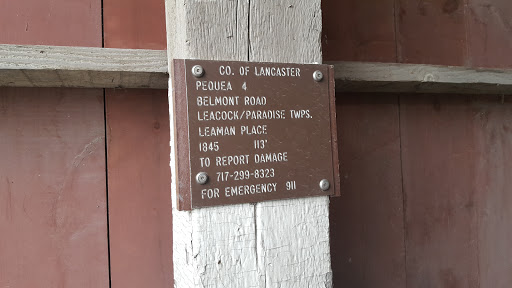 CO. OF LANCASTER
PEQUEA 4
BELMONT ROAD
LEACOCK/PARADISE TWPS.
LEAMAN PLACE
1845 113'
TO REPORT DAMAGE
717-299-8323
FOR EMERGENCY 911